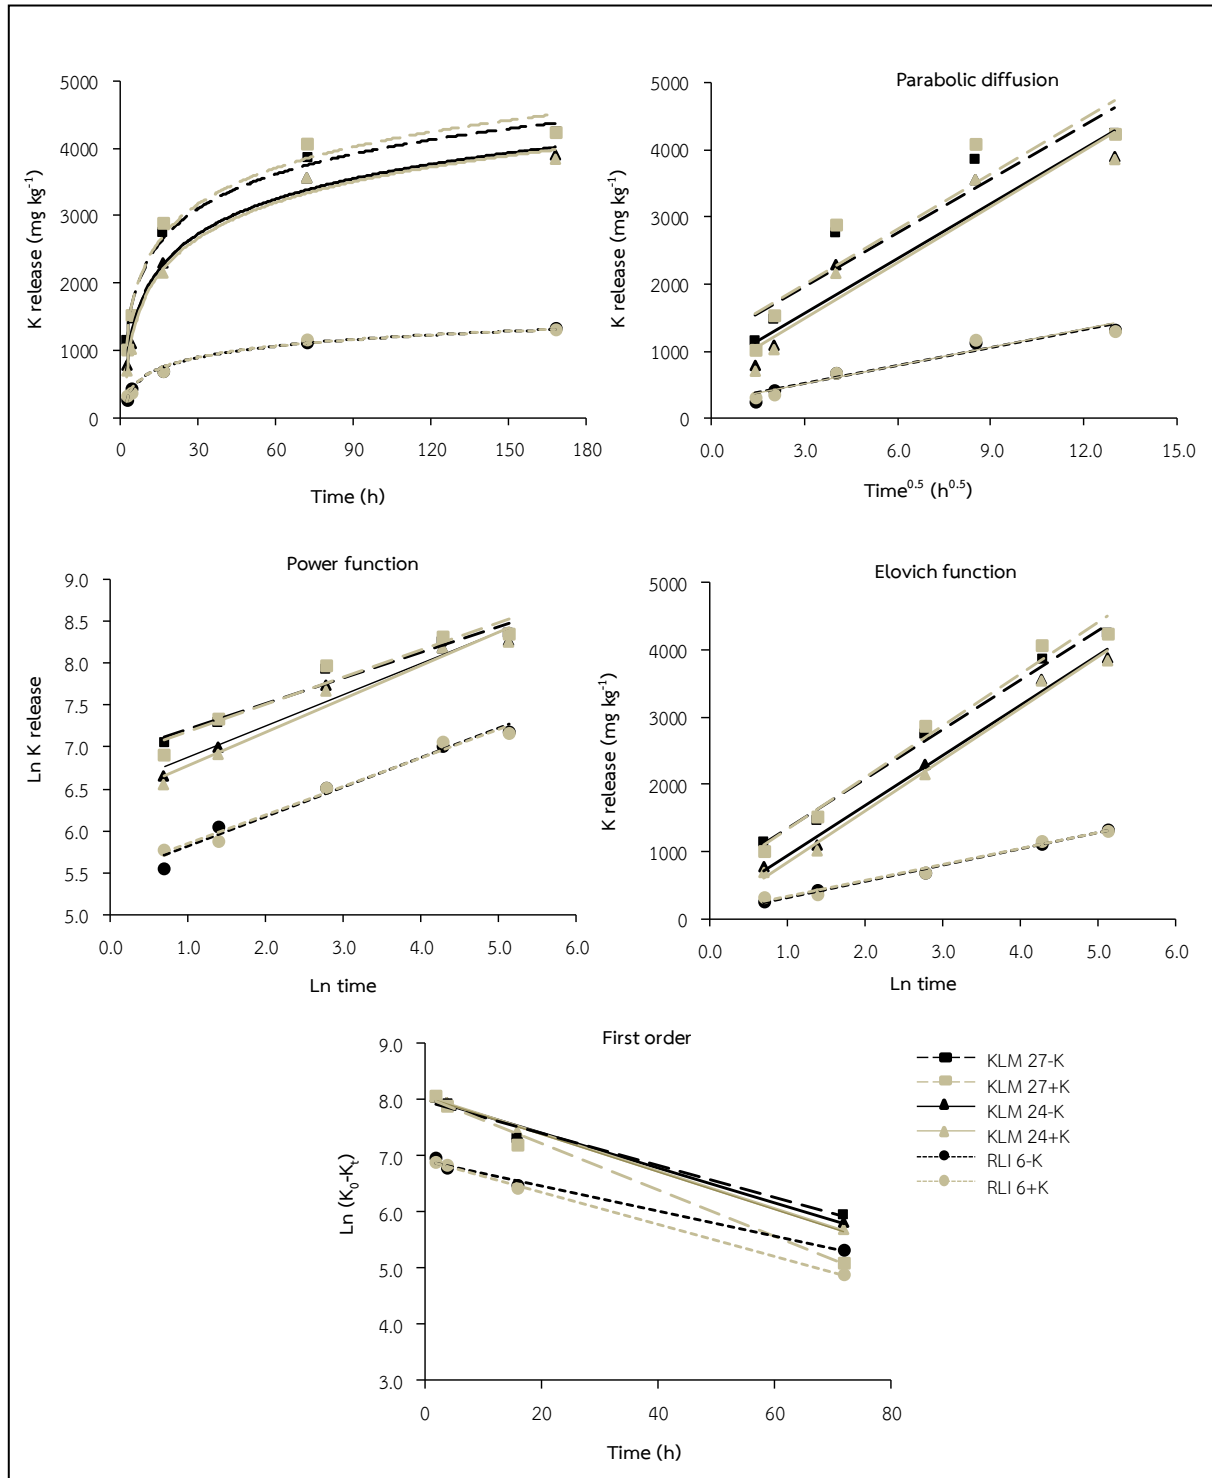 5000
4000
3000
2000
1000
0
K release (mg kg⁻¹)
0 30 60 90 120 150 180
Time (h)
Parabolic diffusion
5000
4000
3000
2000
1000
0
K release (mg kg⁻¹)
0.0 3.0 6.0 9.0 12.0 15.0
Time⁰·⁵ (h⁰·⁵)
Power function
9.0
8.5
8.0
7.5
7.0
6.5
6.0
5.5
5.0
Ln K release
0.0 1.0 2.0 3.0 4.0 5.0 6.0
Ln time
Elovich function
5000
4000
3000
2000
1000
0
K release (mg kg⁻¹)
0.0 1.0 2.0 3.0 4.0 5.0 6.0
Ln time
First order
9.0
8.0
7.0
6.0
5.0
4.0
3.0
Ln (K₀-Kₜ)
0 20 40 60 80
Time (h)
KLM 27-K
KLM 27+K
KLM 24-K
KLM 24+K
RLI 6-K
RLI 6+K